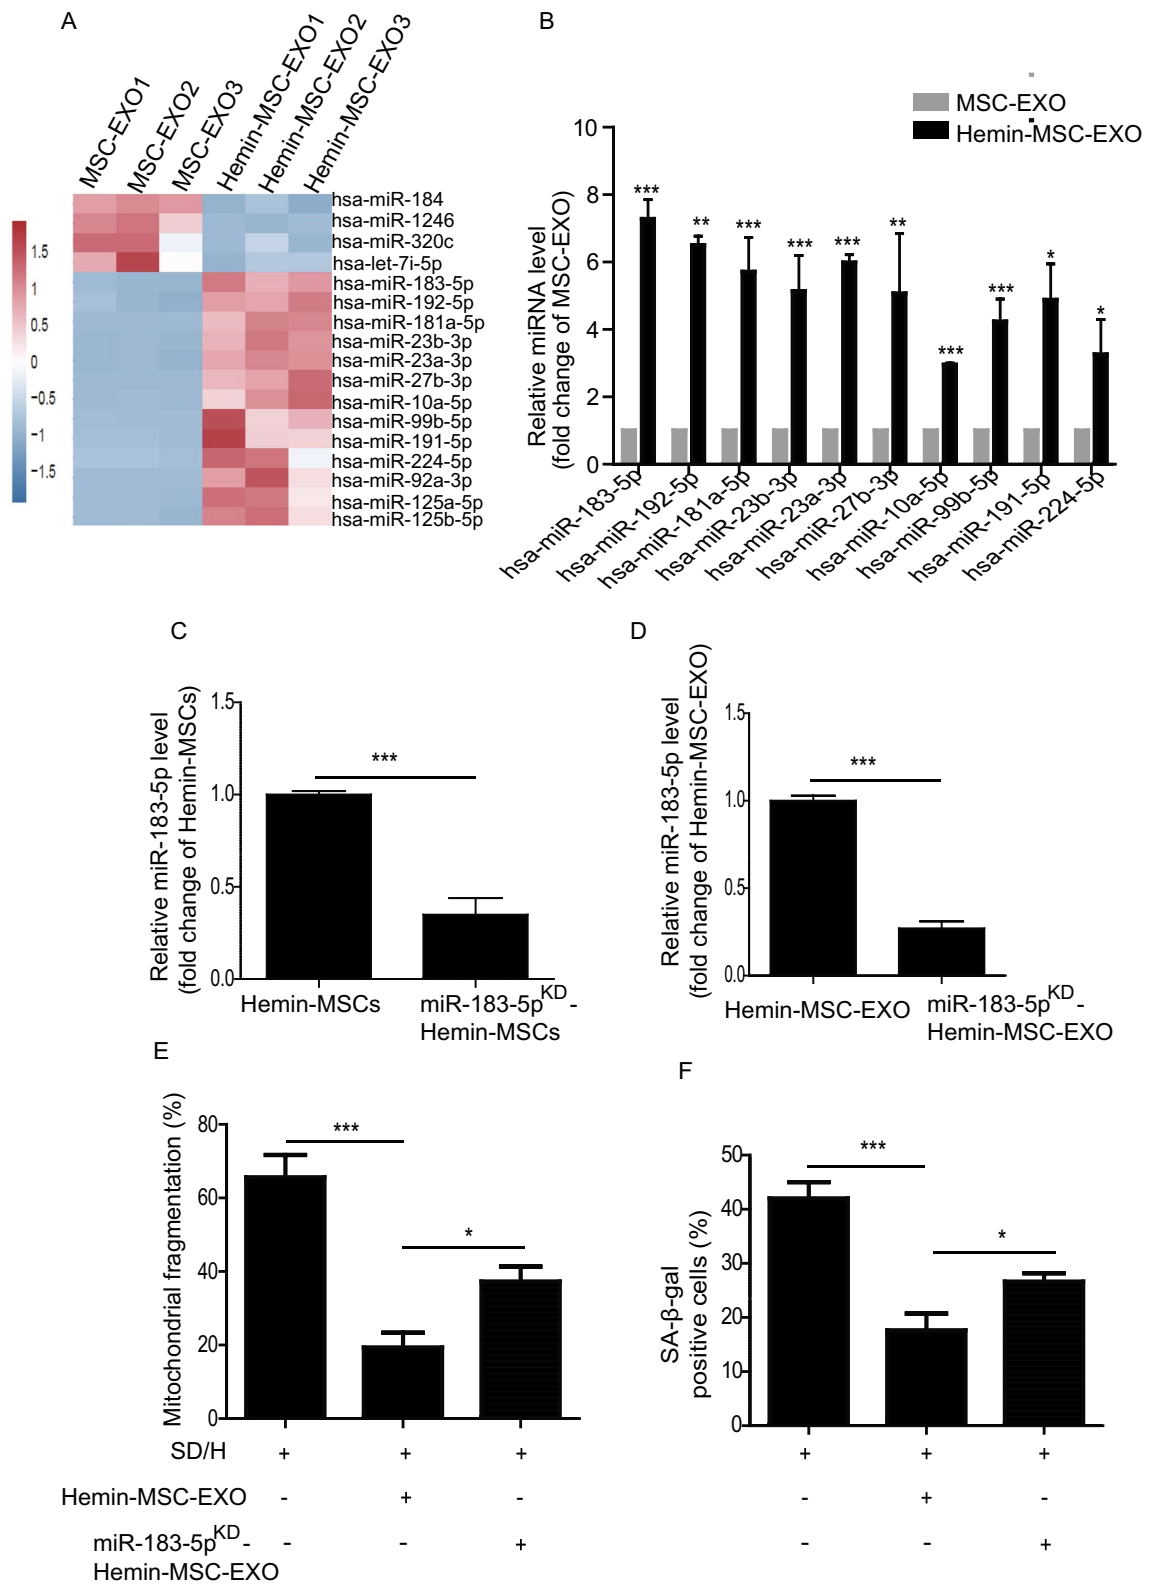 A
MSC-EXO1
MSC-EXO2
MSC-EXO3
Hemin-MSC-EXO1
Hemin-MSC-EXO2
Hemin-MSC-EXO3
1.5
1
0.5
0
−0.5
−1
−1.5
hsa-miR-184
hsa-miR-1246
hsa-miR-320c
hsa-let-7i-5p
hsa-miR-183-5p
hsa-miR-192-5p
hsa-miR-181a-5p
hsa-miR-23b-3p
hsa-miR-23a-3p
hsa-miR-27b-3p
hsa-miR-10a-5p
hsa-miR-99b-5p
hsa-miR-191-5p
hsa-miR-224-5p
hsa-miR-92a-3p
hsa-miR-125a-5p
hsa-miR-125b-5p
B
MSC-EXO
Hemin-MSC-EXO
Relative miRNA level
(fold change of MSC-EXO)
10
8
6
4
2
0
***
**
***
***
***
**
***
***
*
*
hsa-miR-183-5p
hsa-miR-192-5p
hsa-miR-181a-5p
hsa-miR-23b-3p
hsa-miR-23a-3p
hsa-miR-27b-3p
hsa-miR-10a-5p
hsa-miR-99b-5p
hsa-miR-191-5p
hsa-miR-224-5p
C
Relative miR-183-5p level
(fold change of Hemin-MSCs)
1.5
1.0
0.5
0.0
***
Hemin-MSCs
miR-183-5pKD-
Hemin-MSCs
D
Relative miR-183-5p level
(fold change of Hemin-MSC-EXO)
1.5
1.0
0.5
0.0
***
Hemin-MSC-EXO
miR-183-5pKD-
Hemin-MSC-EXO
E
Mitochondrial fragmentation (%)
80
60
40
20
0
***
*
SD/H + + +
Hemin-MSC-EXO - + -
miR-183-5pKD- - - +
Hemin-MSC-EXO
F
SA-β-gal
positive cells (%)
50
40
30
20
10
0
***
*
+ + +
- + -
- - +